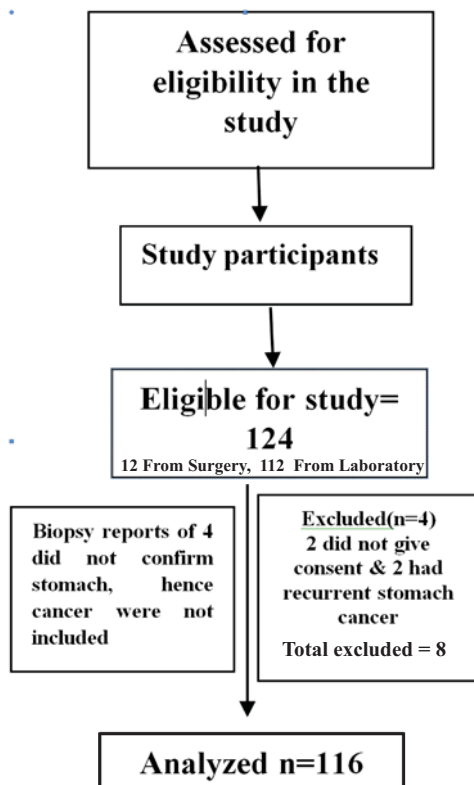 Assessed for
eligibility in the
study
Study participants
Eligible for study=
124
12 From Surgery, 112 From Laboratory
Biopsy reports of 4
did not confirm
stomach, hence
cancer were not
included
Excluded(n=4)
2 did not give
consent & 2 had
recurrent stomach
cancer
Total excluded = 8
Analyzed n=116